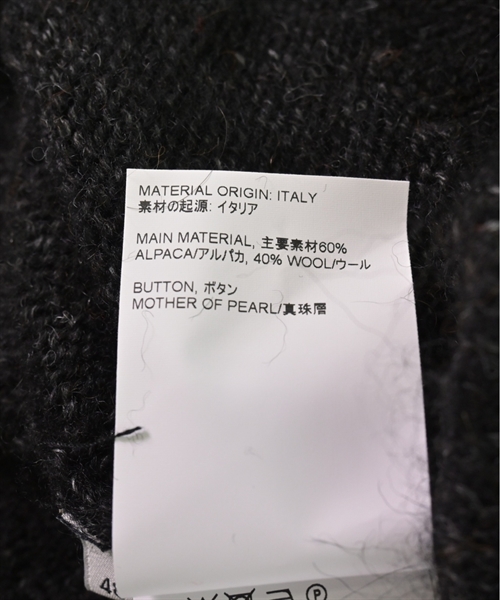 MATERIAL ORIGIN: ITALY
素材の起源: イタリア
MAIN MATERIAL, 主要素材60%
ALPACA/アルパカ, 40% WOOL/ウール
BUTTON, ボタン
MOTHER OF PEARL/真珠層